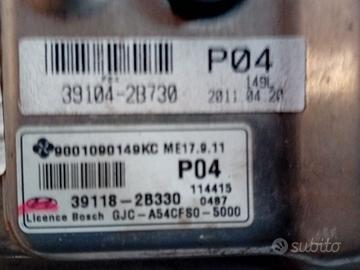 P04
149L
39104-2B730
2011.04.20
9001090149KC ME17.9.11
P04
114415
39118-2B330
0487
Licence Bosch GJC-A54CFS0-5000
subito